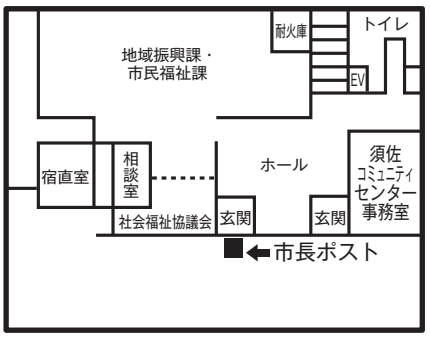 耐火庫
トイレ
地域振興課・
市民福祉課
EV
宿直室
相談室
ホール
須佐
コミュニティ
センター
事務室
社会福祉協議会
玄関
玄関
市長ポスト